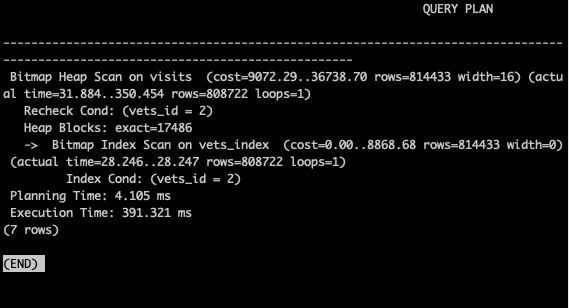 QUERY PLAN
--------------------------------------------------------------------------------
--------------------------------------------------
Bitmap Heap Scan on visits  (cost=9072.29..36738.70 rows=814433 width=16) (actu
al time=31.884..350.454 rows=808722 loops=1)
Recheck Cond: (vets_id = 2)
Heap Blocks: exact=17486
->  Bitmap Index Scan on vets_index  (cost=0.00..8868.68 rows=814433 width=0)
(actual time=28.246..28.247 rows=808722 loops=1)
Index Cond: (vets_id = 2)
Planning Time: 4.105 ms
Execution Time: 391.321 ms
(7 rows)
(END)